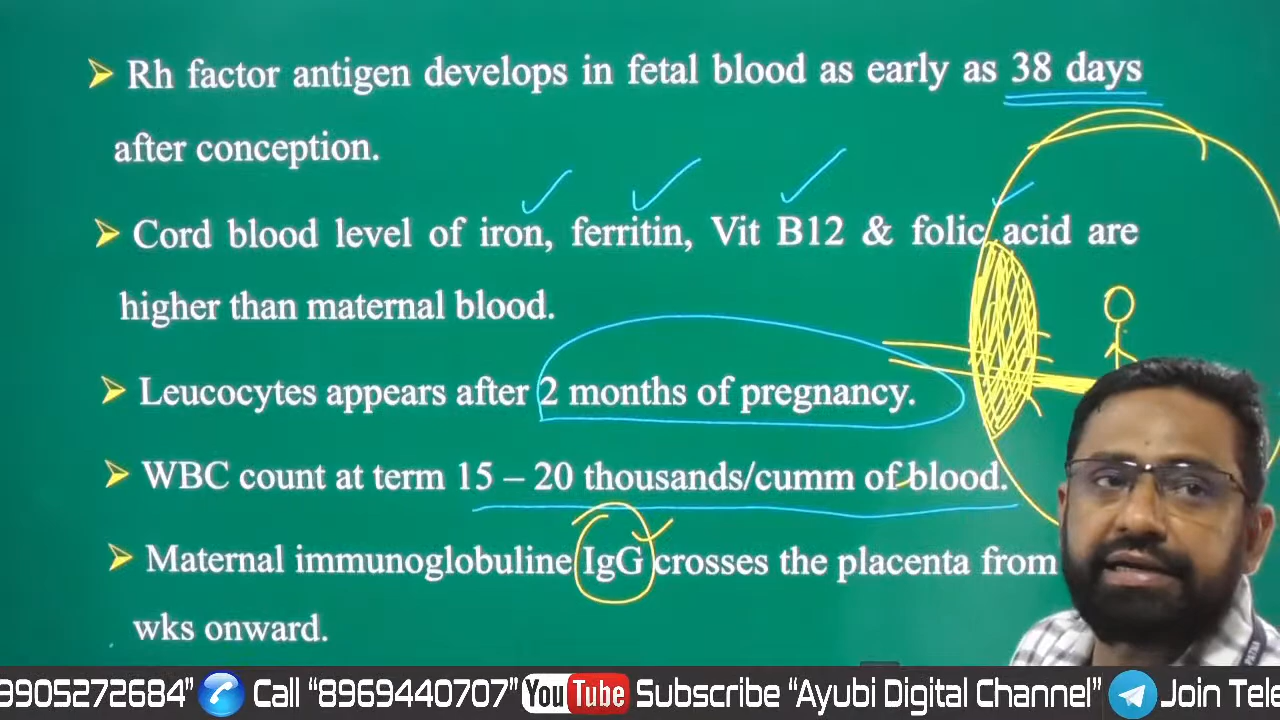 Rh factor antigen develops in fetal blood as early as 38 days
after conception.
Cord blood level of iron, ferritin, Vit B12 & folic acid are
higher than maternal blood.
Leucocytes appears after 2 months of pregnancy.
WBC count at term 15 – 20 thousands/cumm of blood.
Maternal immunoglobuline IgG crosses the placenta from
wks onward.
9905272684” Call “8969440707” YouTube Subscribe “Ayubi Digital Channel” Join Tele